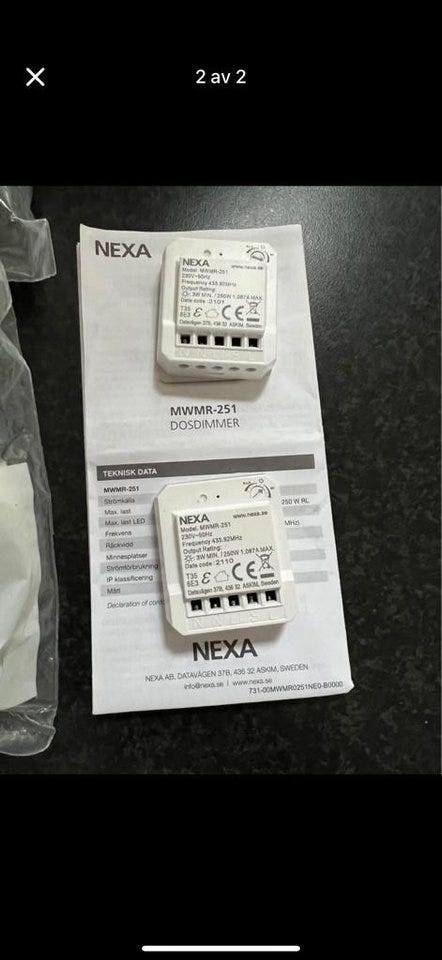 2 av 2
NEXA
NEXA
www.nexa.se
Model: MWMR-251
230V~50Hz
Frequency 433.92MHz
Output Rating:
3W MIN. / 250W 1.087A MAX.
Date code : 2101
T35
6E3
CE
Datavägen 37B, 436 32 ASKIM, Sweden
MWMR-251
DOSDIMMER
TEKNISK DATA
MWMR-251
Strömkälla
Max. last
250 W RL
Max. last LED
Frekvens
MHz)
Räckvidd
Minnesplatser
Strömförbrukning
IP klassificering
Mått
Declaration of
NEXA
www.nexa.se
Model: MWMR-251
230V~50Hz
Frequency 433.92MHz
Output Rating:
3W MIN. / 250W 1.087A MAX.
Date code : 2110
T35
6E3
CE
Datavägen 37B, 436 32 ASKIM, Sweden
NEXA
NEXA AB, DATAVÄGEN 37B, 436 32 ASKIM, SWEDEN
info@nexa.se | www.nexa.se
731-00MWMR0251NE0-B0000